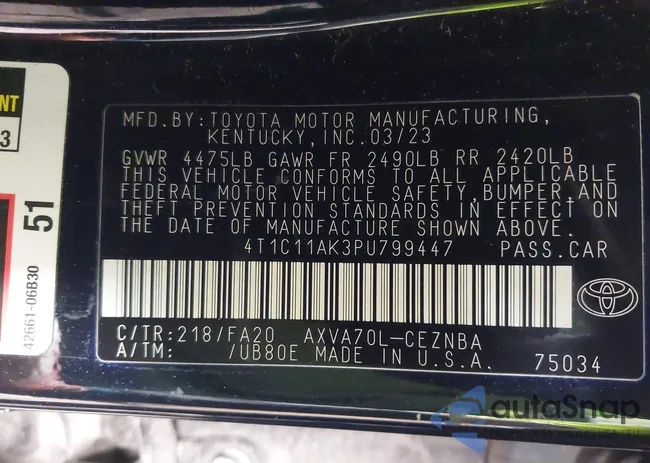 NT
3
51
42661-06B30
MFD.BY:TOYOTA MOTOR MANUFACTURING,
KENTUCKY,INC.03/23
GVWR 4475LB GAWR FR 2490LB RR 2420LB
THIS VEHICLE CONFORMS TO ALL APPLICABLE
FEDERAL MOTOR VEHICLE SAFETY,BUMPER,AND
THEFT PREVENTION STANDARDS IN EFFECT ON
THE DATE OF MANUFACTURE SHOWN ABOVE.
4T1C11AK3PU799447 PASS.CAR
C/TR:218/FA20 AXVA70L-CEZNBA
A/TM: /UB80E MADE IN U.S.A. 75034
autoSnap